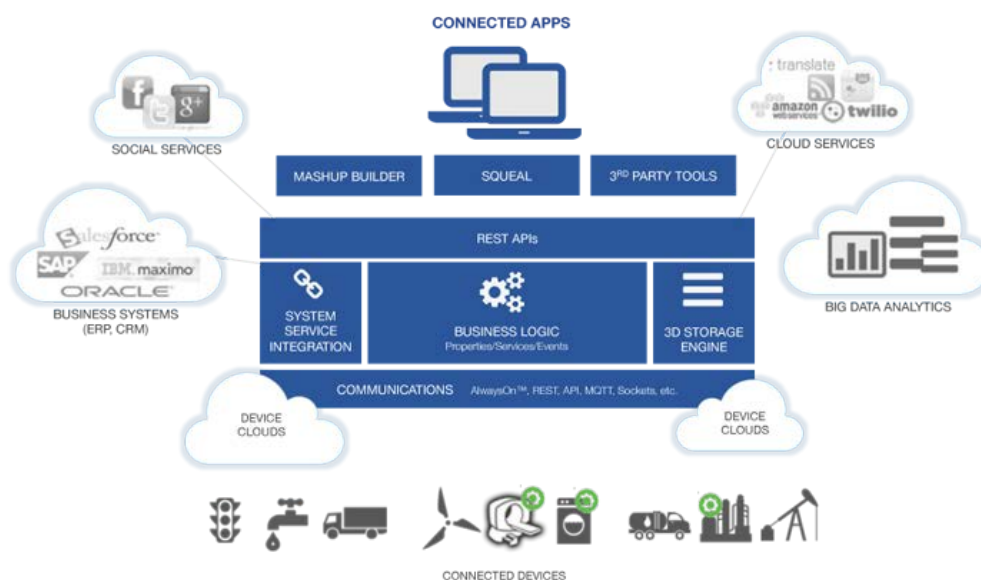 CONNECTED APPS
f
g+
SOCIAL SERVICES
translate
amazon
webservices
twilio
CLOUD SERVICES
MASHUP BUILDER
SQUEAL
3RD PARTY TOOLS
REST APIs
salesforce
SAP
IBM. maximo
ORACLE
BUSINESS SYSTEMS
(ERP, CRM)
BIG DATA ANALYTICS
SYSTEM
SERVICE
INTEGRATION
BUSINESS LOGIC
Properties/Services/Events
3D STORAGE
ENGINE
COMMUNICATIONS AlwaysOn™, REST, API, MQTT, Sockets, etc.
DEVICE
CLOUDS
DEVICE
CLOUDS
CONNECTED DEVICES